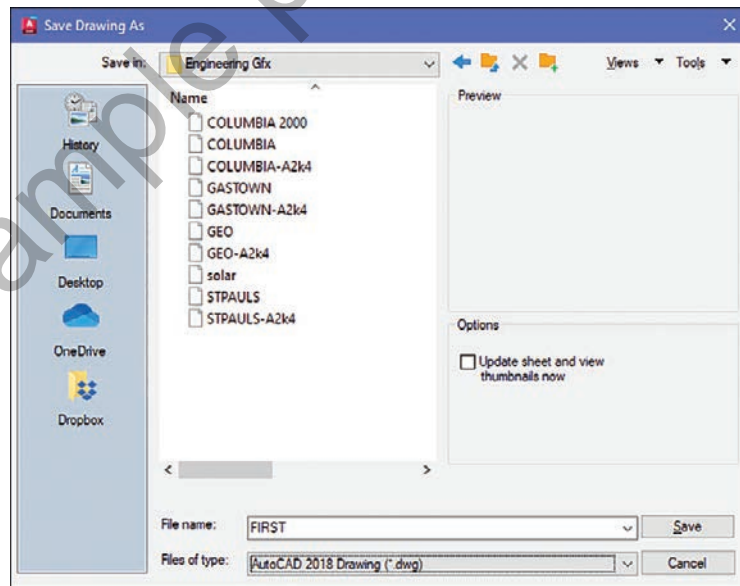 Save Drawing As
Save in:
Engineering Gfx
Views
Tools
Name
Preview
COLUMBIA 2000
COLUMBIA
COLUMBIA-A2k4
GASTOWN
GASTOWN-A2k4
GEO
GEO-A2k4
solar
STPAULS
STPAULS-A2k4
History
Documents
Desktop
OneDrive
Dropbox
Options
Update sheet and view
thumbnails now
File name:
FIRST
Save
Files of type:
AutoCAD 2018 Drawing (*.dwg)
Cancel